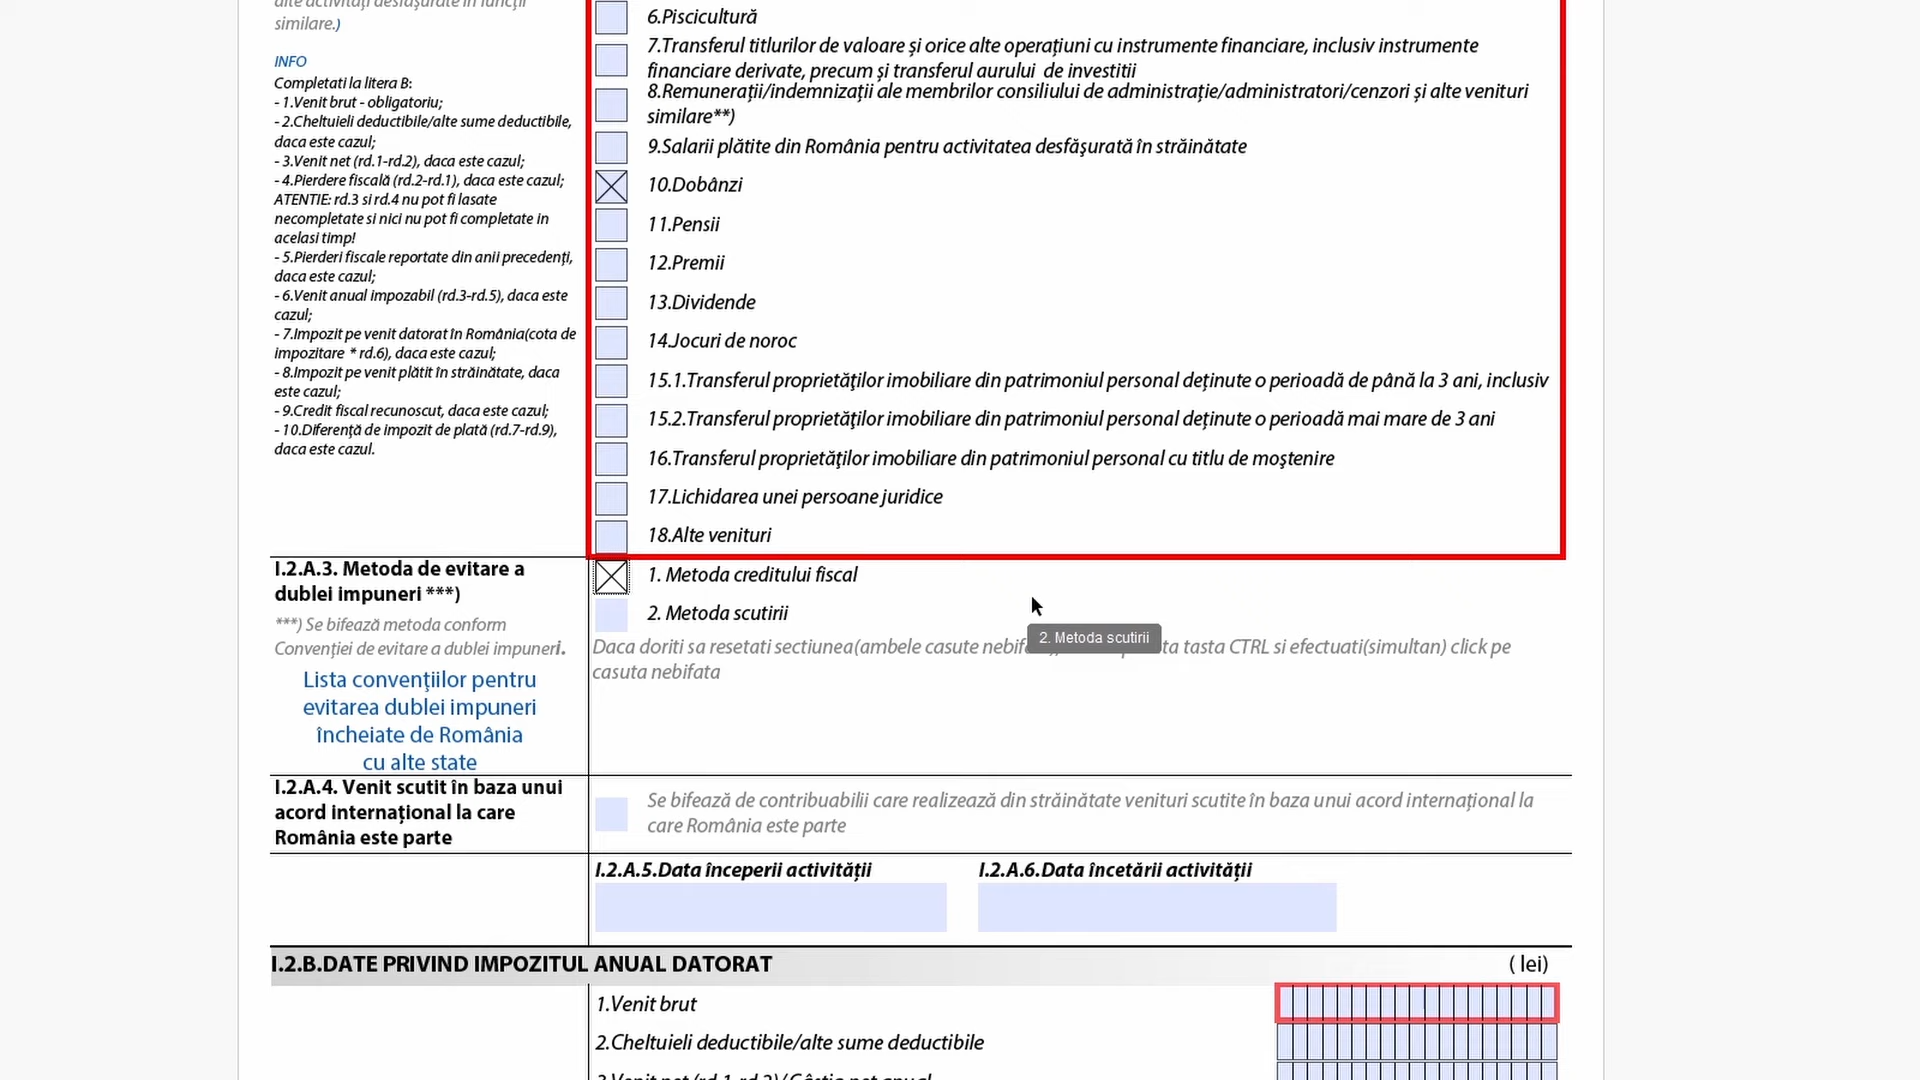 similare.)
INFO
Completati la litera B:
- 1.Venit brut - obligatoriu;
- 2.Cheltuieli deductibile/alte sume deductibile,
daca este cazul;
- 3.Venit net (rd.1-rd.2), daca este cazul;
- 4.Pierdere fiscală (rd.2-rd.1), daca este cazul;
ATENTIE: rd.3 si rd.4 nu pot fi lasate
necompletate si nici nu pot fi completate in
acelasi timp!
- 5.Pierderi fiscale reportate din anii precedenţi,
daca este cazul;
- 6.Venit anual impozabil (rd.3-rd.5), daca este
cazul;
- 7.Impozit pe venit datorat în România(cota de
impozitare * rd.6), daca este cazul;
- 8.Impozit pe venit plătit în străinătate, daca
este cazul;
- 9.Credit fiscal recunoscut, daca este cazul;
- 10.Diferenţă de impozit de plată (rd.7-rd.9),
daca este cazul.
6.Piscicultură
7.Transferul titlurilor de valoare și orice alte operațiuni cu instrumente financiare, inclusiv instrumente
financiare derivate, precum și transferul aurului de investitii
8.Remunerații/indemnizații ale membrilor consiliului de administrație/administratori/cenzori și alte venituri
similare**)
9.Salarii plătite din România pentru activitatea desfăşurată în străinătate
10.Dobânzi
11.Pensii
12.Premii
13.Dividende
14.Jocuri de noroc
15.1.Transferul proprietăţilor imobiliare din patrimoniul personal deținute o perioadă de până la 3 ani, inclusiv
15.2.Transferul proprietăţilor imobiliare din patrimoniul personal deținute o perioadă mai mare de 3 ani
16.Transferul proprietăţilor imobiliare din patrimoniul personal cu titlu de moştenire
17.Lichidarea unei persoane juridice
18.Alte venituri
I.2.A.3. Metoda de evitare a
dublei impuneri ***)
***) Se bifează metoda conform
Convenţiei de evitare a dublei impuneri.
Lista convenţiilor pentru
evitarea dublei impuneri
încheiate de România
cu alte state
1. Metoda creditului fiscal
2. Metoda scutirii
2. Metoda scutirii
Daca doriti sa resetati sectiunea(ambele casute tasta CTRL si efectuati(simultan) click pe
casuta nebifata
I.2.A.4. Venit scutit în baza unui
acord internațional la care
România este parte
Se bifează de contribuabilii care realizează din străinătate venituri scutite în baza unui acord internațional la
care România este parte
I.2.A.5.Data începerii activității
I.2.A.6.Data încetării activității
I.2.B.DATE PRIVIND IMPOZITUL ANUAL DATORAT
( lei)
1.Venit brut
2.Cheltuieli deductibile/alte sume deductibile